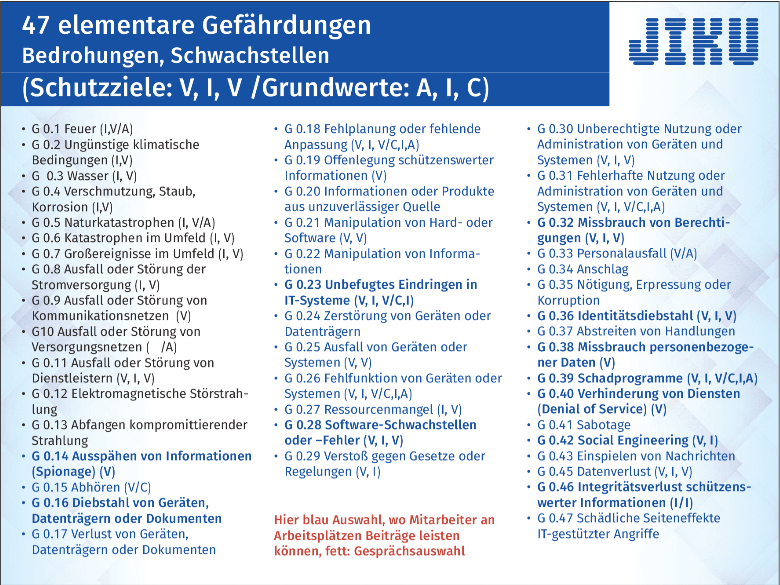 47 elementare Gefährdungen
Bedrohungen, Schwachstellen
(Schutzziele: V, I, V /Grundwerte: A, I, C)
JIKU
• G 0.1 Feuer (I,V/A)
• G 0.2 Ungünstige klimatische
Bedingungen (I,V)
• G 0.3 Wasser (I, V)
• G 0.4 Verschmutzung, Staub,
Korrosion (I,V)
• G 0.5 Naturkatastrophen (I, V/A)
• G 0.6 Katastrophen im Umfeld (I, V)
• G 0.7 Großereignisse im Umfeld (I, V)
• G 0.8 Ausfall oder Störung der
Stromversorgung (I, V)
• G 0.9 Ausfall oder Störung von
Kommunikationsnetzen (V)
• G10 Ausfall oder Störung von
Versorgungsnetzen ( /A)
• G 0.11 Ausfall oder Störung von
Dienstleistern (V, I, V)
• G 0.12 Elektromagnetische Störstrah-
lung
• G 0.13 Abfangen kompromittierender
Strahlung
• G 0.14 Ausspähen von Informationen
(Spionage) (V)
• G 0.15 Abhören (V/C)
• G 0.16 Diebstahl von Geräten,
Datenträgern oder Dokumenten
• G 0.17 Verlust von Geräten,
Datenträgern oder Dokumenten
• G 0.18 Fehlplanung oder fehlende
Anpassung (V, I, V/C,I,A)
• G 0.19 Offenlegung schützenswerter
Informationen (V)
• G 0.20 Informationen oder Produkte
aus unzuverlässiger Quelle
• G 0.21 Manipulation von Hard- oder
Software (V, V)
• G 0.22 Manipulation von Informa-
tionen
• G 0.23 Unbefugtes Eindringen in
IT-Systeme (V, I, V/C,I)
• G 0.24 Zerstörung von Geräten oder
Datenträgern
• G 0.25 Ausfall von Geräten oder
Systemen (V, V)
• G 0.26 Fehlfunktion von Geräten oder
Systemen (V, I, V/C,I,A)
• G 0.27 Ressourcenmangel (I, V)
• G 0.28 Software-Schwachstellen
oder –Fehler (V, I, V)
• G 0.29 Verstoß gegen Gesetze oder
Regelungen (V, I)
Hier blau Auswahl, wo Mitarbeiter an
Arbeitsplätzen Beiträge leisten
können, fett: Gesprächsauswahl
• G 0.30 Unberechtigte Nutzung oder
Administration von Geräten und
Systemen (V, I, V)
• G 0.31 Fehlerhafte Nutzung oder
Administration von Geräten und
Systemen (V, I, V/C,I,A)
• G 0.32 Missbrauch von Berechti-
gungen (V, I, V)
• G 0.33 Personalausfall (V/A)
• G 0.34 Anschlag
• G 0.35 Nötigung, Erpressung oder
Korruption
• G 0.36 Identitätsdiebstahl (V, I, V)
• G 0.37 Abstreiten von Handlungen
• G 0.38 Missbrauch personenbezoge-
ner Daten (V)
• G 0.39 Schadprogramme (V, I, V/C,I,A)
• G 0.40 Verhinderung von Diensten
(Denial of Service) (V)
• G 0.41 Sabotage
• G 0.42 Social Engineering (V, I)
• G 0.43 Einspielen von Nachrichten
• G 0.45 Datenverlust (V, I, V)
• G 0.46 Integritätsverlust schützens-
werter Informationen (I/I)
• G 0.47 Schädliche Seiteneffekte
IT-gestützter Angriffe